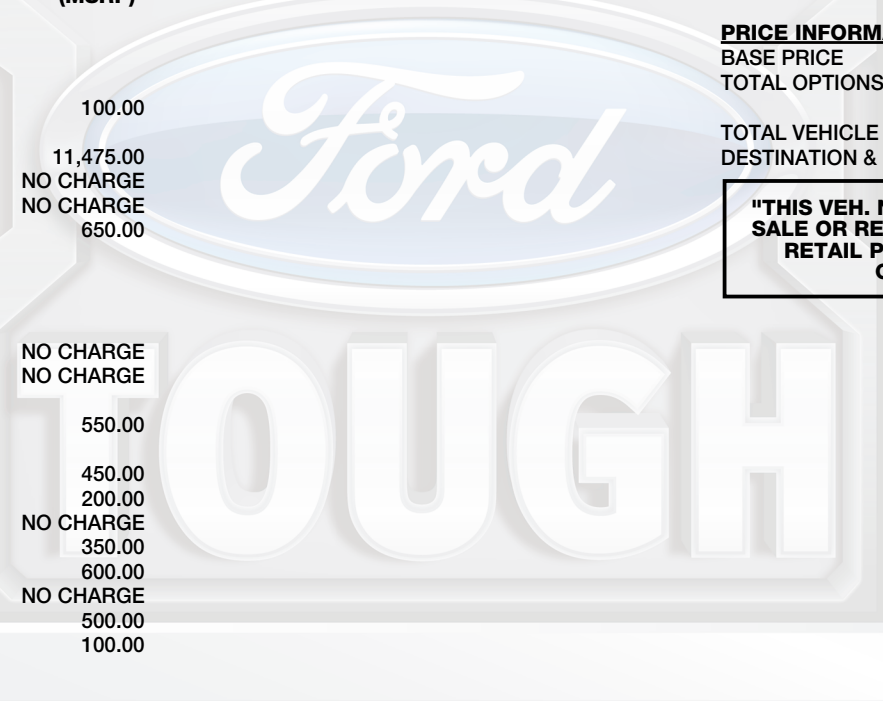 (MSRP)
100.00
11,475.00
NO CHARGE
NO CHARGE
650.00
NO CHARGE
NO CHARGE
550.00
450.00
200.00
NO CHARGE
350.00
600.00
NO CHARGE
500.00
100.00
Ford
TOUGH
PRICE INFORMA
BASE PRICE
TOTAL OPTIONS
TOTAL VEHICLE
DESTINATION &
"THIS VEH. N
SALE OR RE
RETAIL P